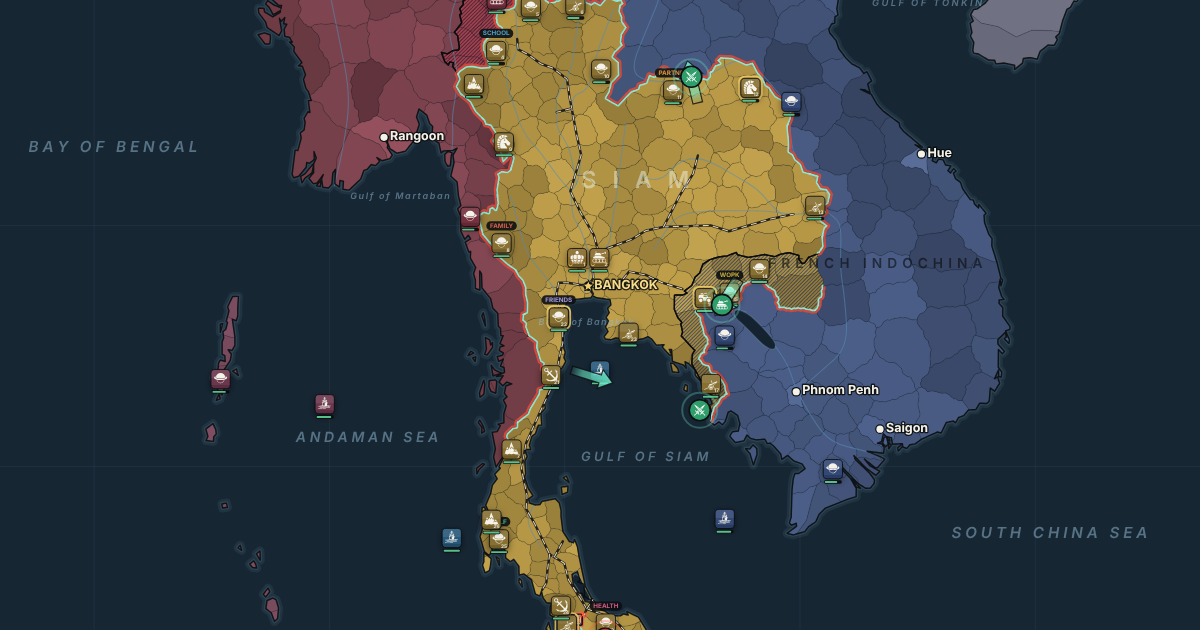 GULF OF TONKIN
SCHOOL
BAY OF BENGAL
Rangoon
Hue
SIAM
Gulf of Martaban
FAMILY
FRENCH INDOCHINA
WORK
BANGKOK
FRIENDS
Phnom Penh
Saigon
ANDAMAN SEA
GULF OF SIAM
SOUTH CHINA SEA
HEALTH